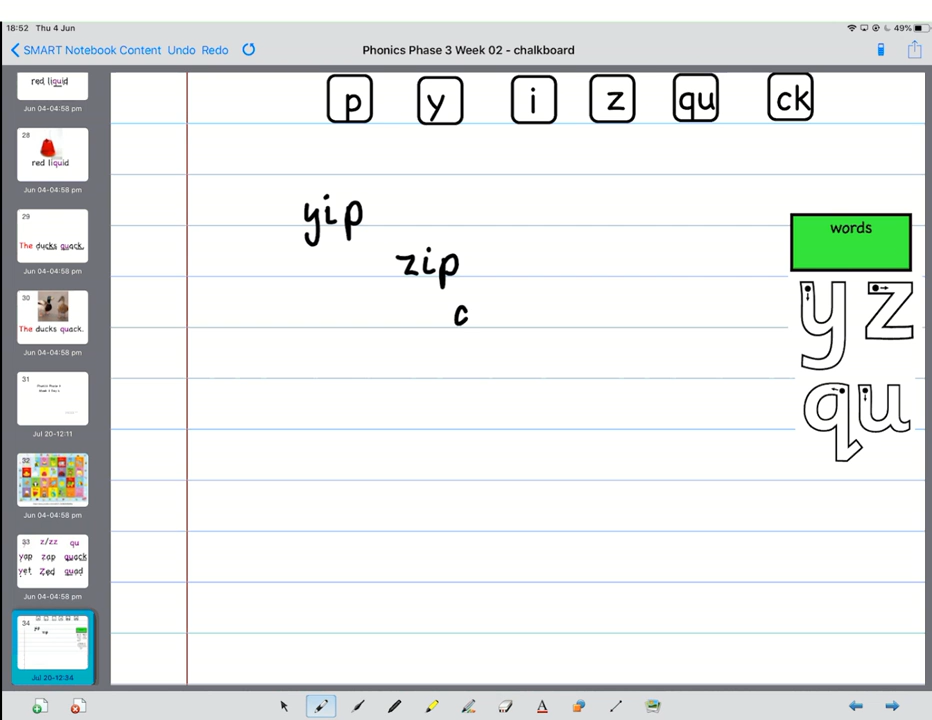 18:52 Thu 4 Jun 49%
SMART Notebook Content Undo Redo Phonics Phase 3 Week 02 - chalkboard
red liquid
Jun 04-04:58 pm
28
red liquid
Jun 04-04:58 pm
29
The ducks quack.
Jun 04-04:58 pm
30
The ducks quack.
Jun 04-04:58 pm
31
Jul 20-12:11
32
Jun 04-04:58 pm
33 z/zz qu
yap zap quack
yet Zed quad
Jun 04-04:58 pm
34
yip
zip
Jul 20-12:34
p y i z qu ck
yip
zip
c
words
y z
qu
A